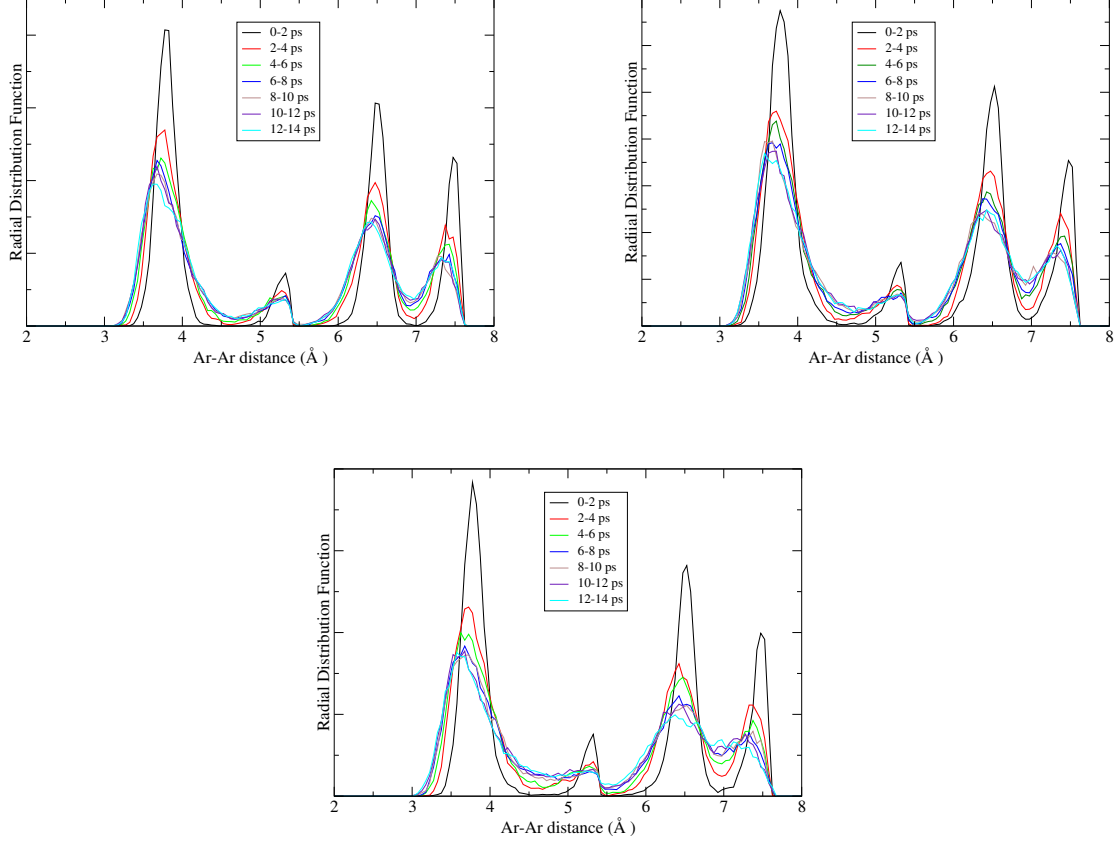 Radial Distribution Function
0-2 ps
2-4 ps
4-6 ps
6-8 ps
8-10 ps
10-12 ps
12-14 ps
2 3 4 5 6 7 8
Ar-Ar distance (Å )
Radiial Distribution Function
0-2 ps
2-4 ps
4-6 ps
6-8 ps
8-10 ps
10-12 ps
12-14 ps
2 3 4 5 6 7 8
Ar-Ar distance (Å )
Radial Distribution Function
0-2 ps
2-4 ps
4-6 ps
6-8 ps
8-10 ps
10-12 ps
12-14 ps
2 3 4 5 6 7 8
Ar-Ar distance (Å )